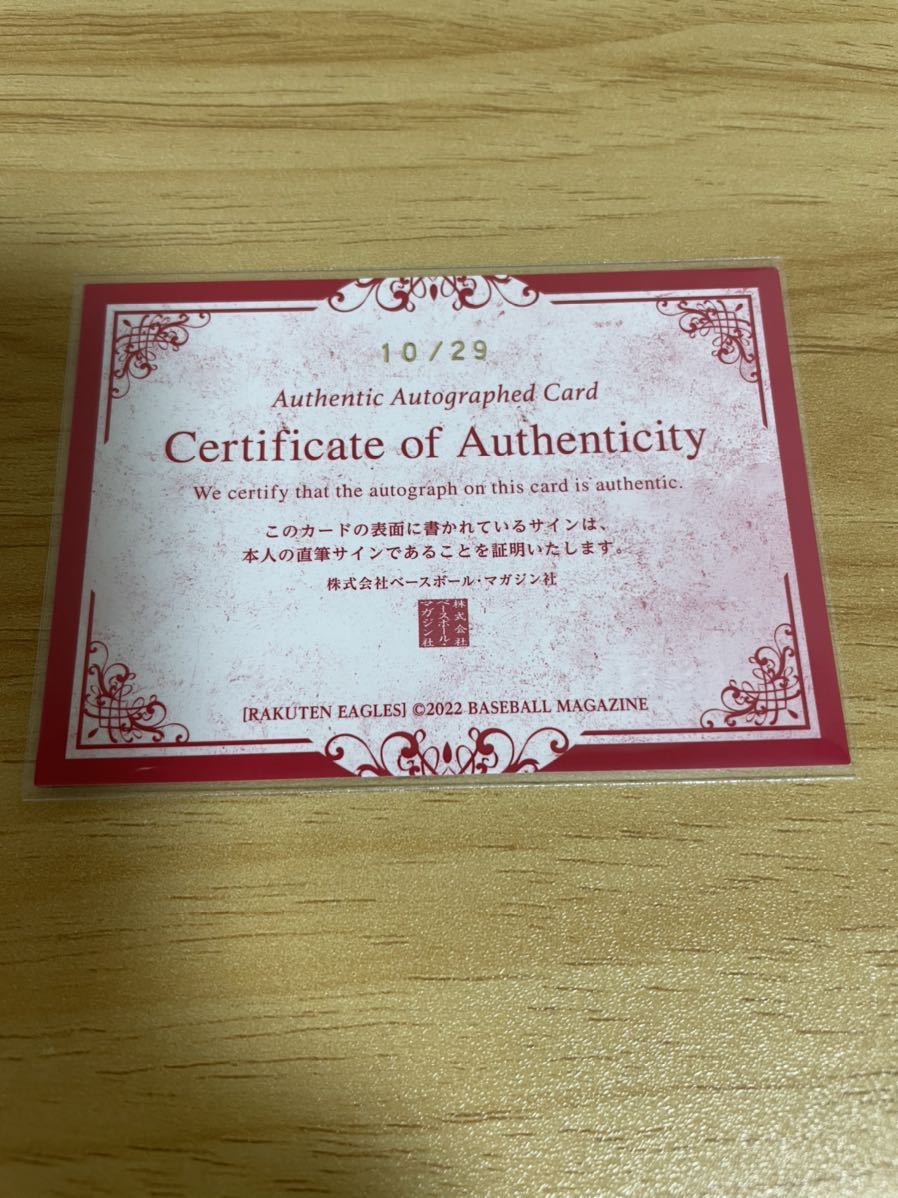 10/29
Authentic Autographed Card
Certificate of Authenticity
We certify that the autograph on this card is authentic.
このカードの表面に書かれているサインは、
本人の直筆サインであることを証明いたします。
株式会社ベースボール・マガジン社
株式会社
ベースボール・
マガジン社
[RAKUTEN EAGLES] ©2022 BASEBALL MAGAZINE